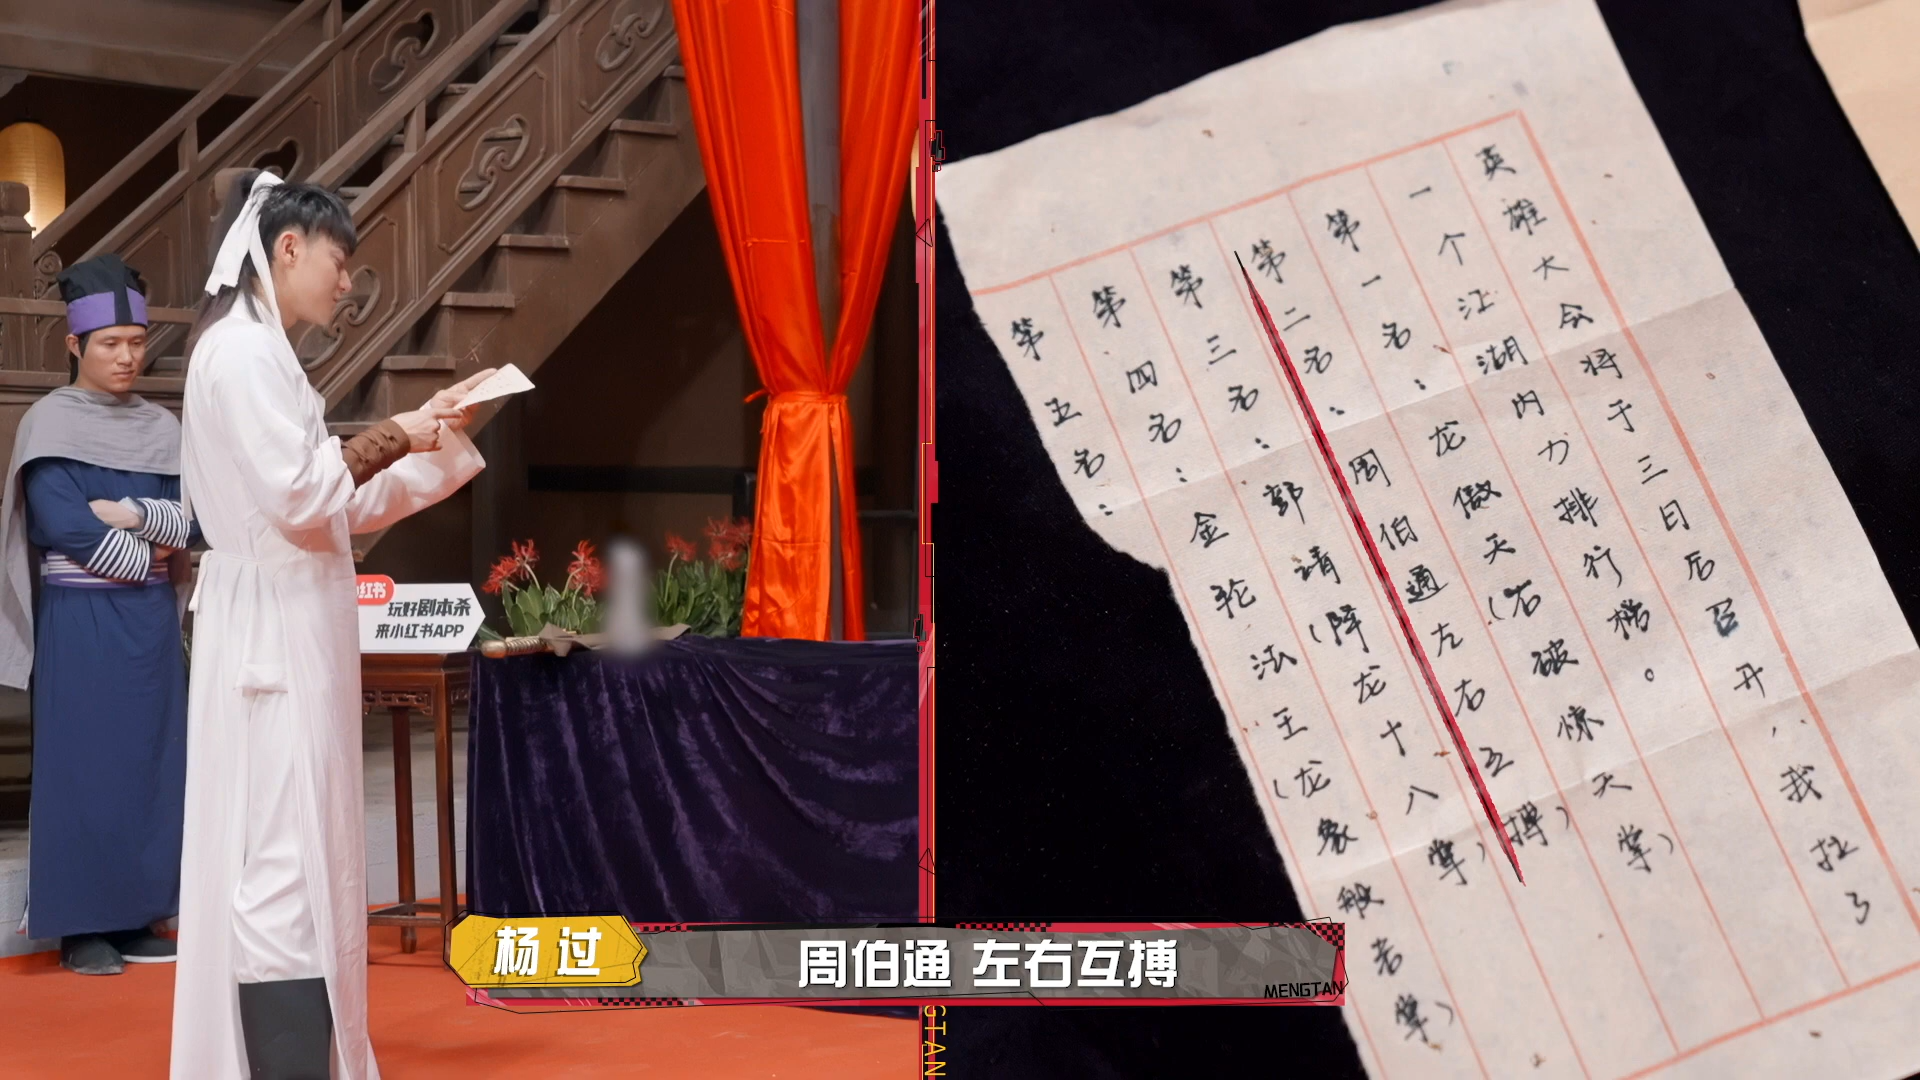 小红书
玩好剧本杀
来小红书APP
英雄大会将于三日后召开，我拉了
一个江湖内力排行榜。
第一名：龙傲天（石破惊天掌）
第二名：周伯通左右互搏）
第三名：郭靖（降龙十八掌）
第四名：金轮法王（龙象般若掌）
第五名：
杨过
周伯通 左右互搏
MENGTAN
GTAN